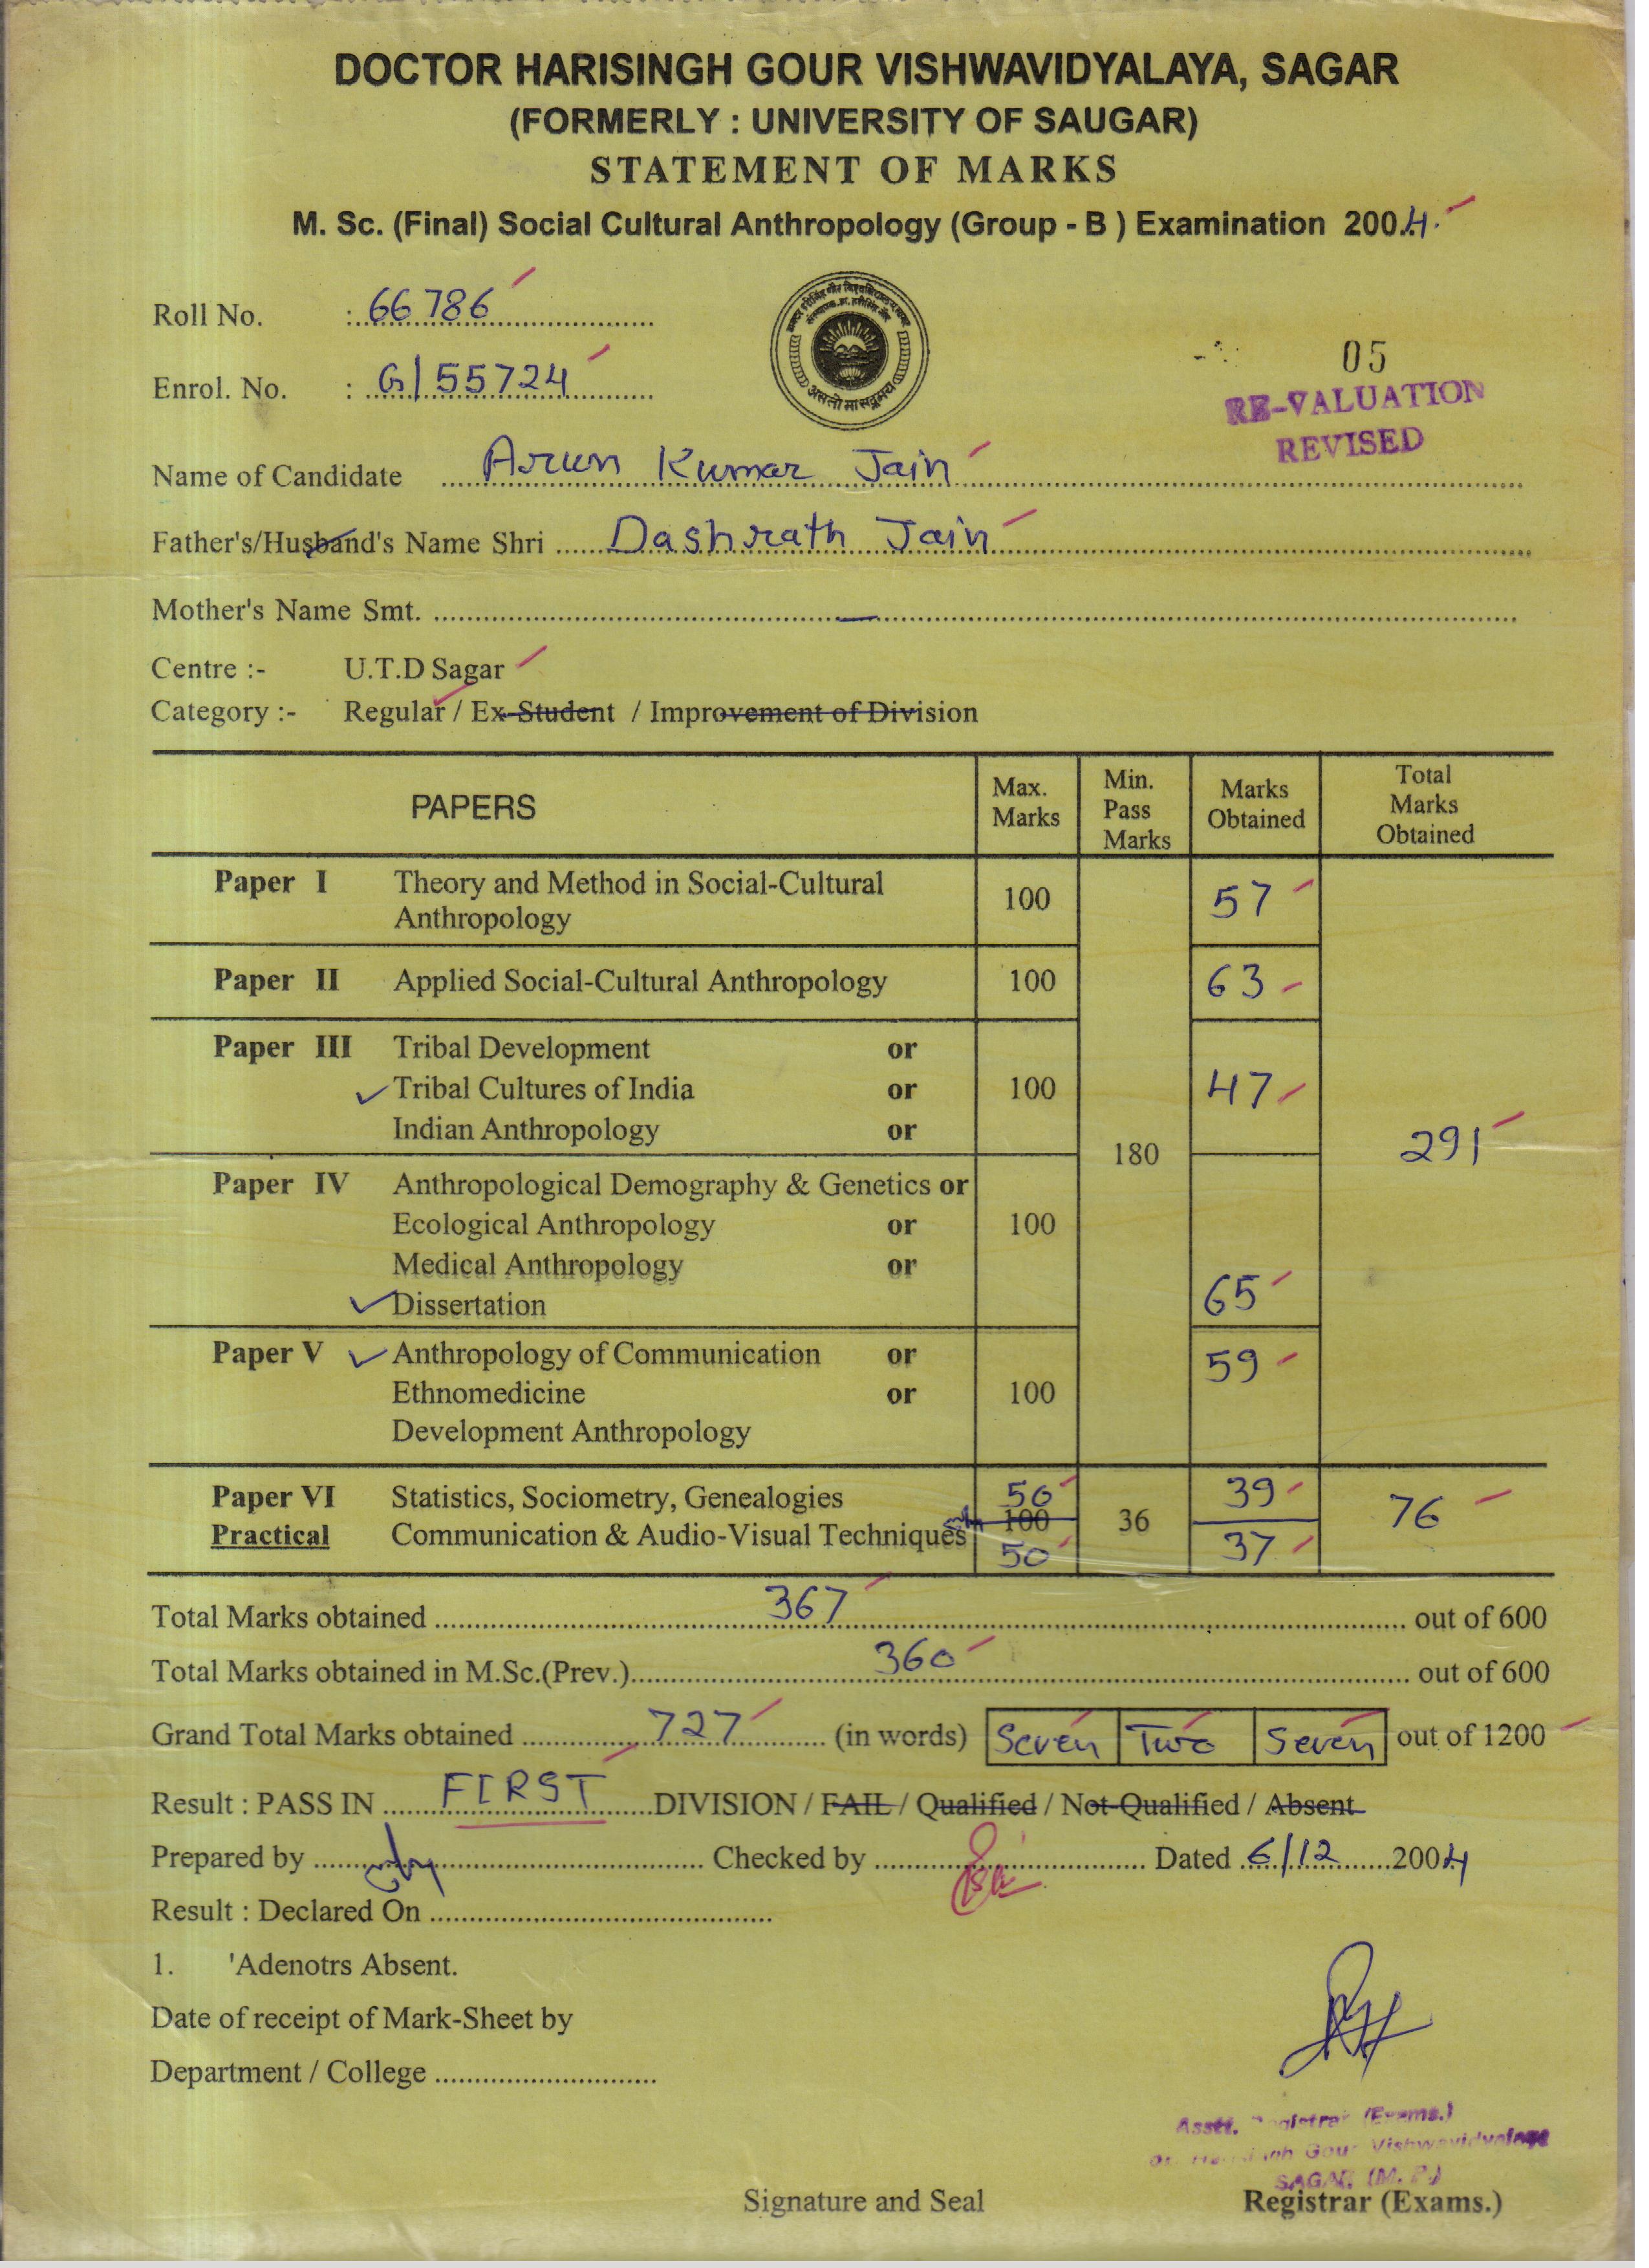 DOCTOR HARISINGH GOUR VISHWAVIDYALAYA, SAGAR
(FORMERLY : UNIVERSITY OF SAUGAR)
STATEMENT OF MARKS
M. Sc. (Final) Social Cultural Anthropology (Group - B ) Examination 2004
Roll No. : 66786
05
Enrol. No. : G/55724
RE-VALUATION
REVISED
Name of Candidate Arun Kumar Jain
Father's/Husband's Name Shri Dashrath Jain
Mother's Name Smt. —
Centre :- U.T.D Sagar
Category :- Regular / Ex-Student / Improvement of Division
PAPERS Max. Marks Min. Pass Marks Marks Obtained Total Marks Obtained
Paper I Theory and Method in Social-Cultural
Anthropology 100 57
Paper II Applied Social-Cultural Anthropology 100 63
Paper III Tribal Development or
Tribal Cultures of India or 100 47
Indian Anthropology or
180 291
Paper IV Anthropological Demography & Genetics or
Ecological Anthropology or 100
Medical Anthropology or
Dissertation 65
Paper V Anthropology of Communication or 59
Ethnomedicine or 100
Development Anthropology
Paper VI Statistics, Sociometry, Genealogies 50 39
100 36 76
Practical Communication & Audio-Visual Techniques 50 37
Total Marks obtained 367 out of 600
Total Marks obtained in M.Sc.(Prev.) 360 out of 600
Grand Total Marks obtained 727 (in words) Seven Two Seven out of 1200
Result : PASS IN FIRST DIVISION / FAIL / Qualified / Not-Qualified / Absent
Prepared by Checked by Dated 6/12 2004
Result : Declared On
1. 'Adenotrs Absent.
Date of receipt of Mark-Sheet by
Department / College
Asstt. Registrar (Exams.)
Gour Vishwavidyalaya
SAGAR (M. P.)
Signature and Seal Registrar (Exams.)